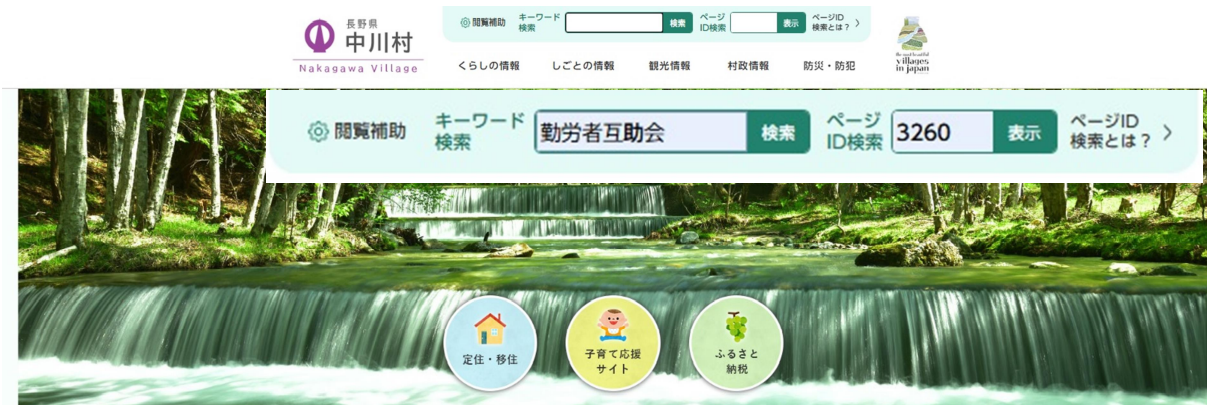 長野県
中川村
Nakagawa Village
閲覧補助
キーワード
検索
検索
ページ
ID検索
表示
ページID
検索とは？
くらしの情報 しごとの情報 観光情報 村政情報 防災・防犯
the most beautiful
villages
in japan
閲覧補助
キーワード
検索
勤労者互助会
検索
ページ
ID検索
3260
表示
ページID
検索とは？
定住・移住
子育て応援
サイト
ふるさと
納税